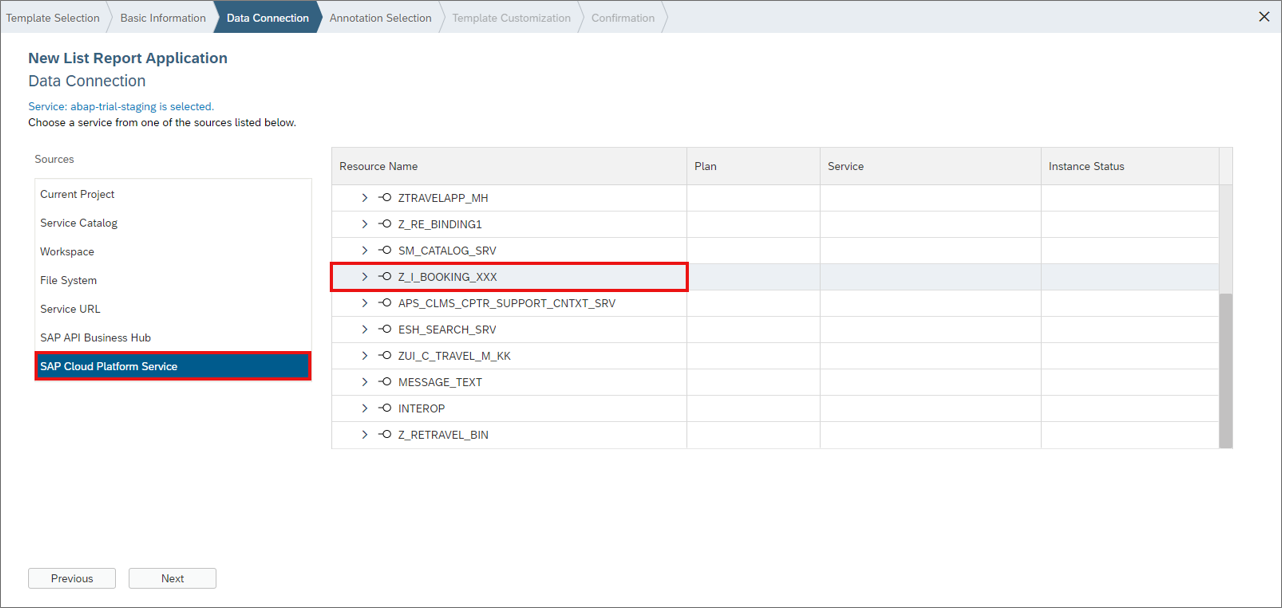 Template Selection Basic Information Data Connection Annotation Selection Template Customization Confirmation
New List Report Application
Data Connection
Service: abap-trial-staging is selected.
Choose a service from one of the sources listed below.
Sources
Current Project
Service Catalog
Workspace
File System
Service URL
SAP API Business Hub
SAP Cloud Platform Service
Resource Name Plan Service Instance Status
ZTRAVELAPP_MH
Z_RE_BINDING1
SM_CATALOG_SRV
Z_I_BOOKING_XXX
APS_CLMS_CPTR_SUPPORT_CNTXT_SRV
ESH_SEARCH_SRV
ZUI_C_TRAVEL_M_KK
MESSAGE_TEXT
INTEROP
Z_RETRAVEL_BIN
Previous Next